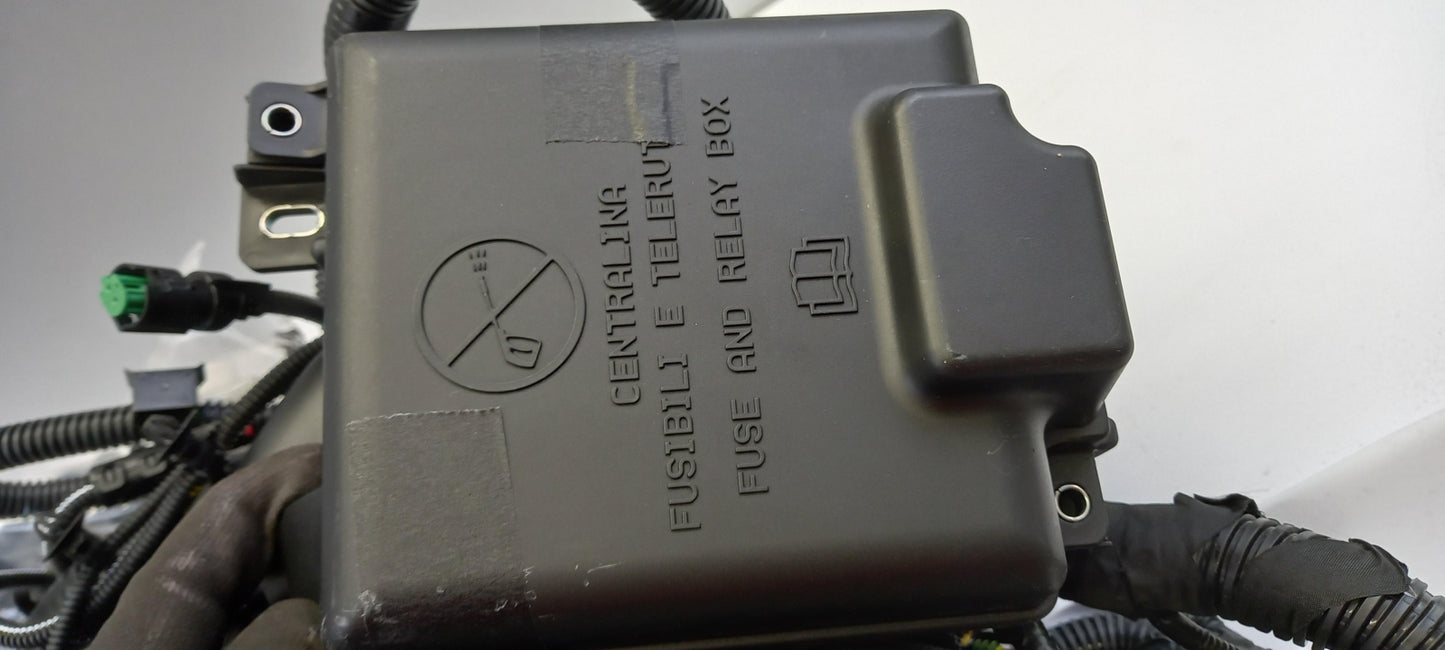 CENTRALINA
FUSIBILI E TELERUT
FUSE AND RELAY BOX